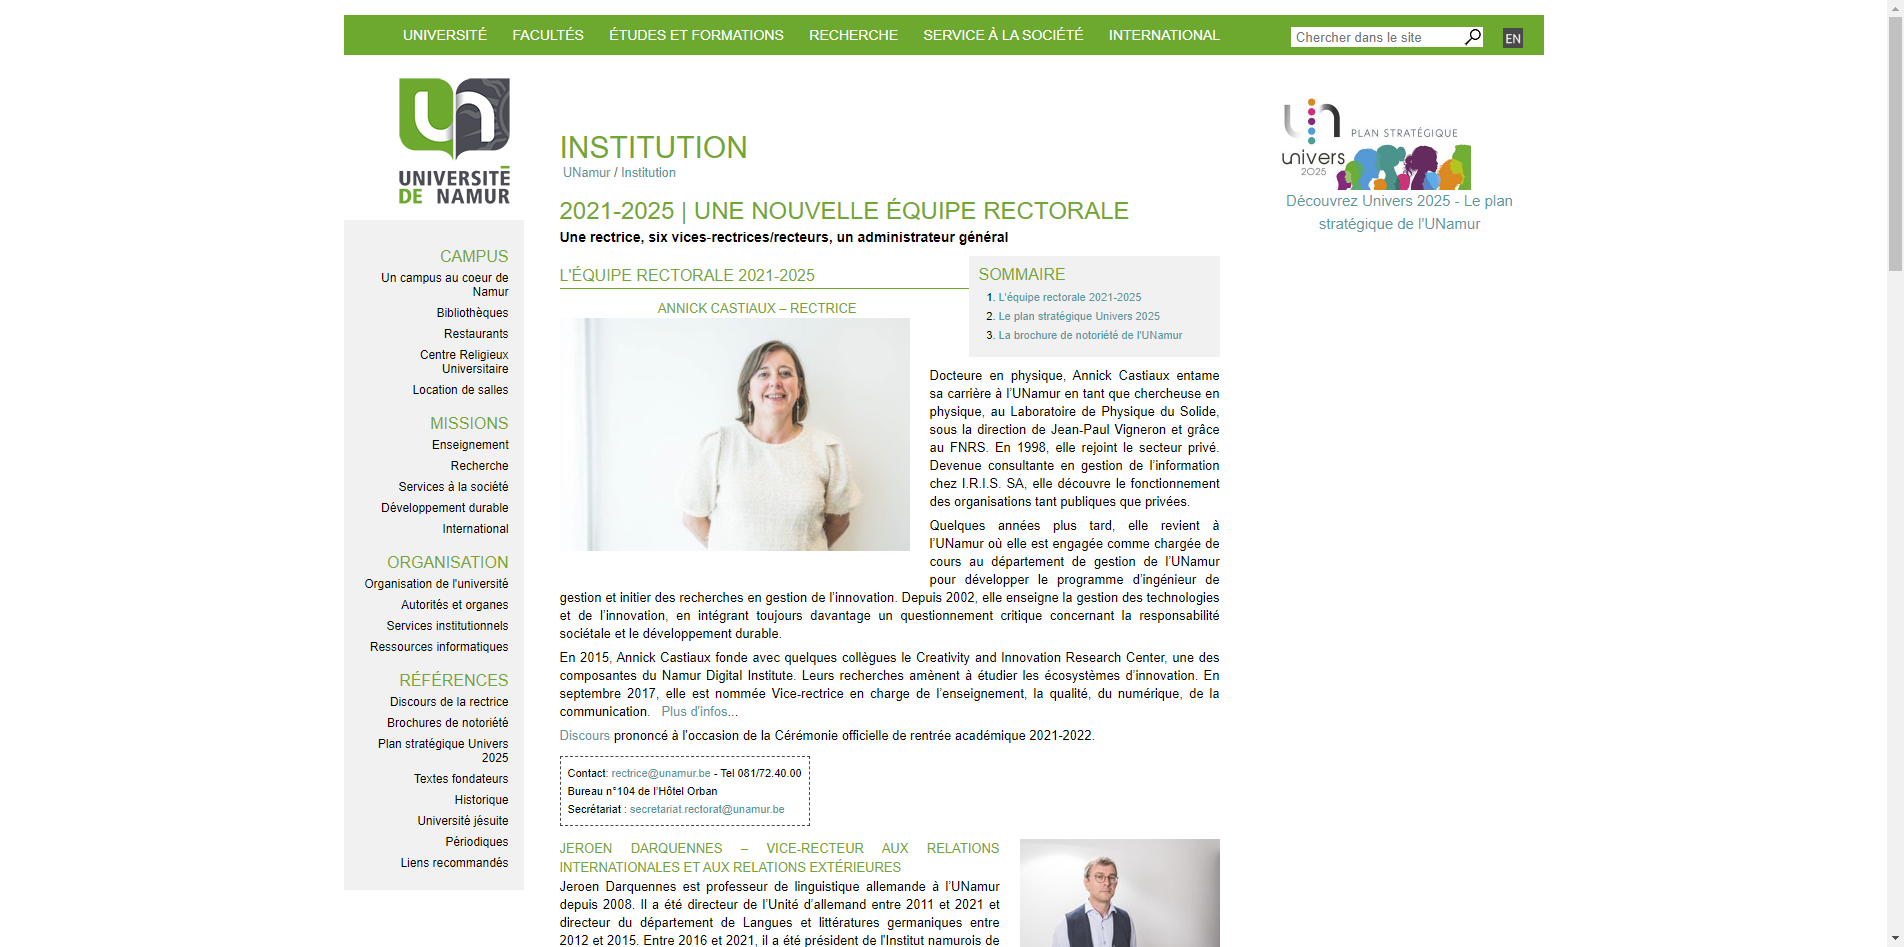 UNIVERSITÉ FACULTÉS ÉTUDES ET FORMATIONS RECHERCHE SERVICE À LA SOCIÉTÉ INTERNATIONAL Chercher dans le site EN
un
UNIVERSITÉ
DE NAMUR
CAMPUS
Un campus au coeur de
Namur
Bibliothèques
Restaurants
Centre Religieux
Universitaire
Location de salles
MISSIONS
Enseignement
Recherche
Services à la société
Développement durable
International
ORGANISATION
Organisation de l'université
Autorités et organes
Services institutionnels
Ressources informatiques
RÉFÉRENCES
Discours de la rectrice
Brochures de notoriété
Plan stratégique Univers
2025
Textes fondateurs
Historique
Université jésuite
Périodiques
Liens recommandés
INSTITUTION
UNamur / Institution
2021-2025 | UNE NOUVELLE ÉQUIPE RECTORALE
Une rectrice, six vices-rectrices/recteurs, un administrateur général
L'ÉQUIPE RECTORALE 2021-2025
SOMMAIRE
1. L'équipe rectorale 2021-2025
2. Le plan stratégique Univers 2025
3. La brochure de notoriété de l'UNamur
ANNICK CASTIAUX – RECTRICE
Docteure en physique, Annick Castiaux entame
sa carrière à l’UNamur en tant que chercheuse en
physique, au Laboratoire de Physique du Solide,
sous la direction de Jean-Paul Vigneron et grâce
au FNRS. En 1998, elle rejoint le secteur privé.
Devenue consultante en gestion de l’information
chez I.R.I.S. SA, elle découvre le fonctionnement
des organisations tant publiques que privées.
Quelques années plus tard, elle revient à
l’UNamur où elle est engagée comme chargée de
cours au département de gestion de l’UNamur
pour développer le programme d’ingénieur de
gestion et initier des recherches en gestion de l’innovation. Depuis 2002, elle enseigne la gestion des technologies
et de l’innovation, en intégrant toujours davantage un questionnement critique concernant la responsabilité
sociétale et le développement durable.
En 2015, Annick Castiaux fonde avec quelques collègues le Creativity and Innovation Research Center, une des
composantes du Namur Digital Institute. Leurs recherches amènent à étudier les écosystèmes d’innovation. En
septembre 2017, elle est nommée Vice-rectrice en charge de l’enseignement, la qualité, du numérique, de la
communication. Plus d'infos...
Discours prononcé à l'occasion de la Cérémonie officielle de rentrée académique 2021-2022.
Contact: rectrice@unamur.be - Tel 081/72.40.00
Bureau n°104 de l’Hôtel Orban
Secrétariat : secretariat.rectorat@unamur.be
JEROEN DARQUENNES – VICE-RECTEUR AUX RELATIONS
INTERNATIONALES ET AUX RELATIONS EXTÉRIEURES
Jeroen Darquennes est professeur de linguistique allemande à l’UNamur
depuis 2008. Il a été directeur de l’Unité d’allemand entre 2011 et 2021 et
directeur du département de Langues et littératures germaniques entre
2012 et 2015. Entre 2016 et 2021, il a été président de l'Institut namurois de
un PLAN STRATÉGIQUE
univers
2025
Découvrez Univers 2025 - Le plan
stratégique de l'UNamur